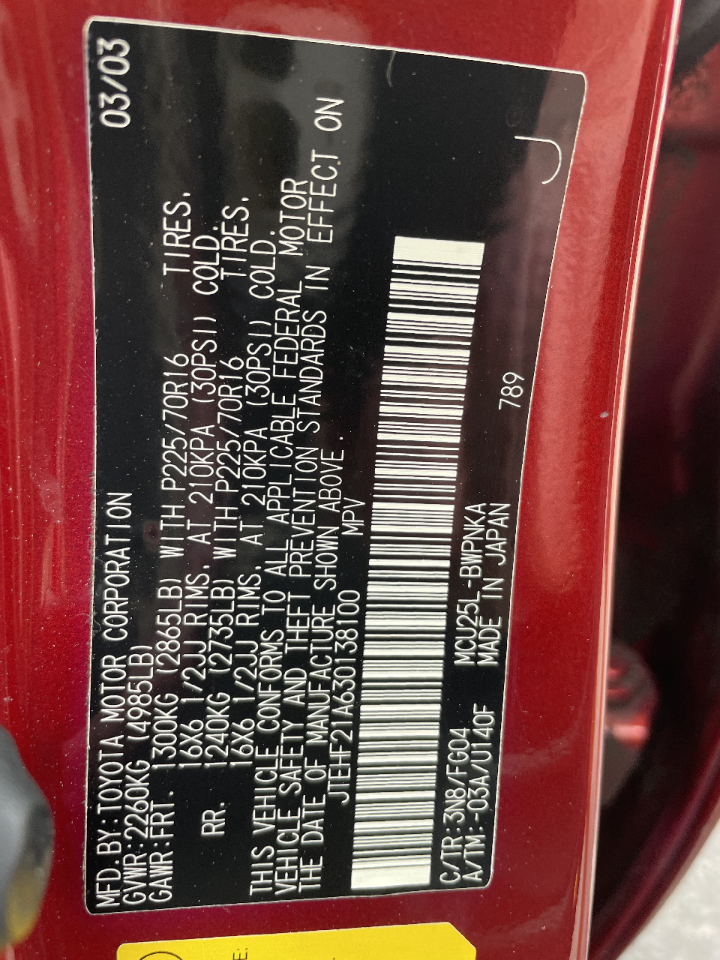 MFD.BY:TOYOTA MOTOR CORPORATION 03/03
GVWR:2260KG (4985LB)
GAWR:FRT. 1300KG (2865LB) WITH P225/70R16 TIRES,
16X6 1/2JJ RIMS, AT 210KPA (30PSI) COLD.
RR. 1240KG (2735LB) WITH P225/70R16 TIRES,
16X6 1/2JJ RIMS, AT 210KPA (30PSI) COLD.
THIS VEHICLE CONFORMS TO ALL APPLICABLE FEDERAL MOTOR
VEHICLE SAFETY AND THEFT PREVENTION STANDARDS IN EFFECT ON
THE DATE OF MANUFACTURE SHOWN ABOVE.
JTEHF21A630138100 MPV
C/TR:3N8/FG04 MCU25L-BWPNKA 789
A/TM:-03A/U140F MADE IN JAPAN
J
E: